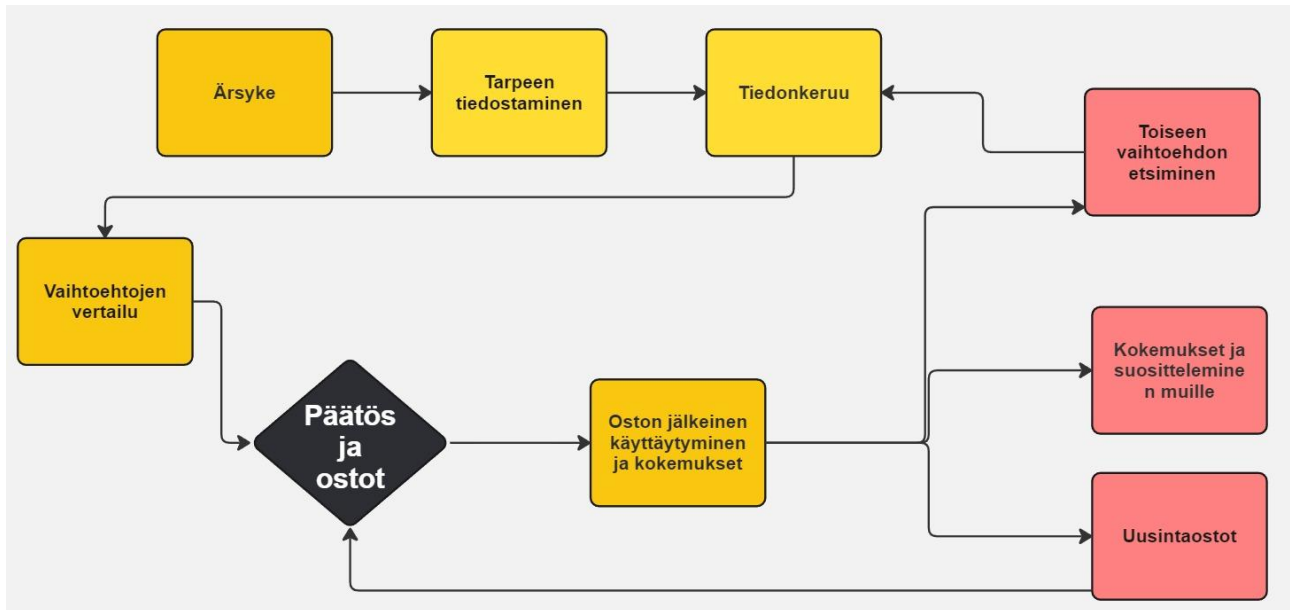 Ärsyke
Tarpeen
tiedostaminen
Tiedonkeruu
Toiseen
vaihtoehdon
etsiminen
Vaihtoehtojen
vertailu
Päätös
ja
ostot
Oston jälkeinen
käyttäytyminen
ja kokemukset
Kokemukset ja
suosittelemine
n muille
Uusintaostot